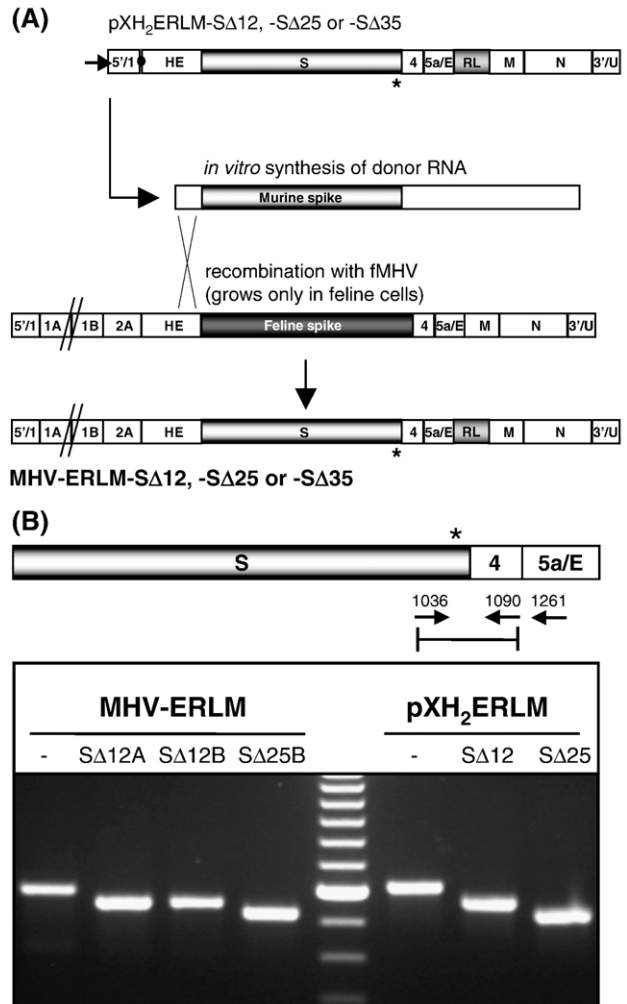 (A)
pXH₂ERLM-SΔ12, -SΔ25 or -SΔ35
5'/1 HE S 4 5a/E RL M N 3'/U
*
in vitro synthesis of donor RNA
Murine spike
recombination with fMHV
(grows only in feline cells)
5'/1 1A 1B 2A HE Feline spike 4 5a/E M N 3'/U
5'/1 1A 1B 2A HE S 4 5a/E RL M N 3'/U
*
MHV-ERLM-SΔ12, -SΔ25 or -SΔ35
(B)
*
S 4 5a/E
1036 1090 1261
MHV-ERLM pXH₂ERLM
- SΔ12A SΔ12B SΔ25B - SΔ12 SΔ25